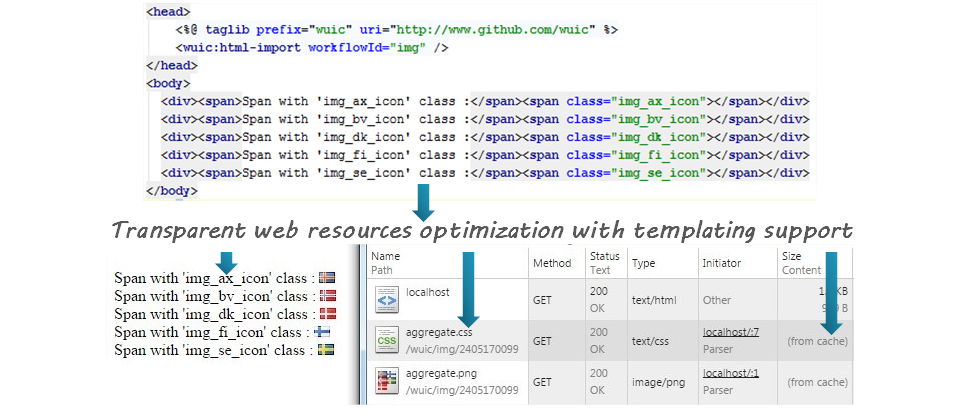 <head>
<%@ taglib prefix="wuic" uri="http://www.github.com/wuic" %>
<wuic:html-import workflowId="img" />
</head>
<body>
<div><span>Span with 'img_ax_icon' class :</span><span class="img_ax_icon"></span></div>
<div><span>Span with 'img_bv_icon' class :</span><span class="img_bv_icon"></span></div>
<div><span>Span with 'img_dk_icon' class :</span><span class="img_dk_icon"></span></div>
<div><span>Span with 'img_fi_icon' class :</span><span class="img_fi_icon"></span></div>
<div><span>Span with 'img_se_icon' class :</span><span class="img_se_icon"></span></div>
</body>
Transparent web resources optimization with templating support
Span with 'img_ax_icon' class :
Span with 'img_bv_icon' class :
Span with 'img_dk_icon' class :
Span with 'img_fi_icon' class :
Span with 'img_se_icon' class :
Name Method Status Type Initiator Size
Path Text Content
localhost GET 200 text/html Other KB
<> OK B
aggregate.css GET 200 text/css localhost/:7 (from cache)
CSS /wuic/img/2405170099 OK Parser
aggregate.png GET 200 image/png localhost/:1 (from cache)
/wuic/img/2405170099 OK Parser